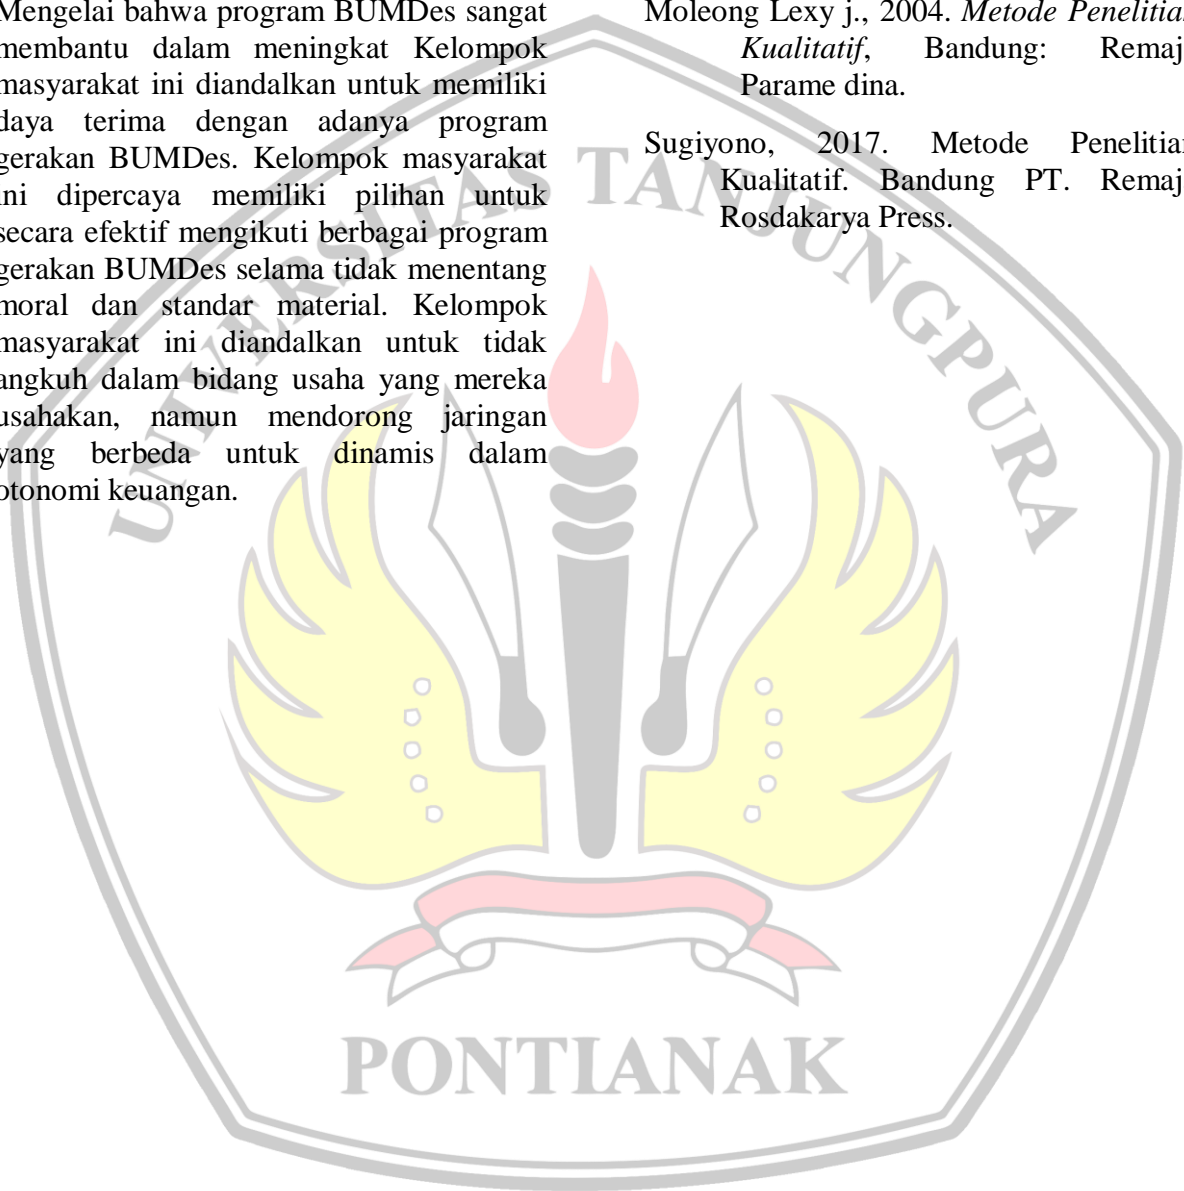 Mengelai bahwa program BUMDes sangat
membantu dalam meningkat Kelompok
masyarakat ini diandalkan untuk memiliki
daya terima dengan adanya program
gerakan BUMDes. Kelompok masyarakat
ini dipercaya memiliki pilihan untuk
secara efektif mengikuti berbagai program
gerakan BUMDes selama tidak menentang
moral dan standar material. Kelompok
masyarakat ini diandalkan untuk tidak
angkuh dalam bidang usaha yang mereka
usahakan, namun mendorong jaringan
yang berbeda untuk dinamis dalam
otonomi keuangan.
Moleong Lexy j., 2004. Metode Penelitian
Kualitatif, Bandung: Remaj
Parame dina.
Sugiyono, 2017. Metode Penelitian
Kualitatif. Bandung PT. Remaj
Rosdakarya Press.
UNIVERSITAS TANJUNGPURA
PONTIANAK